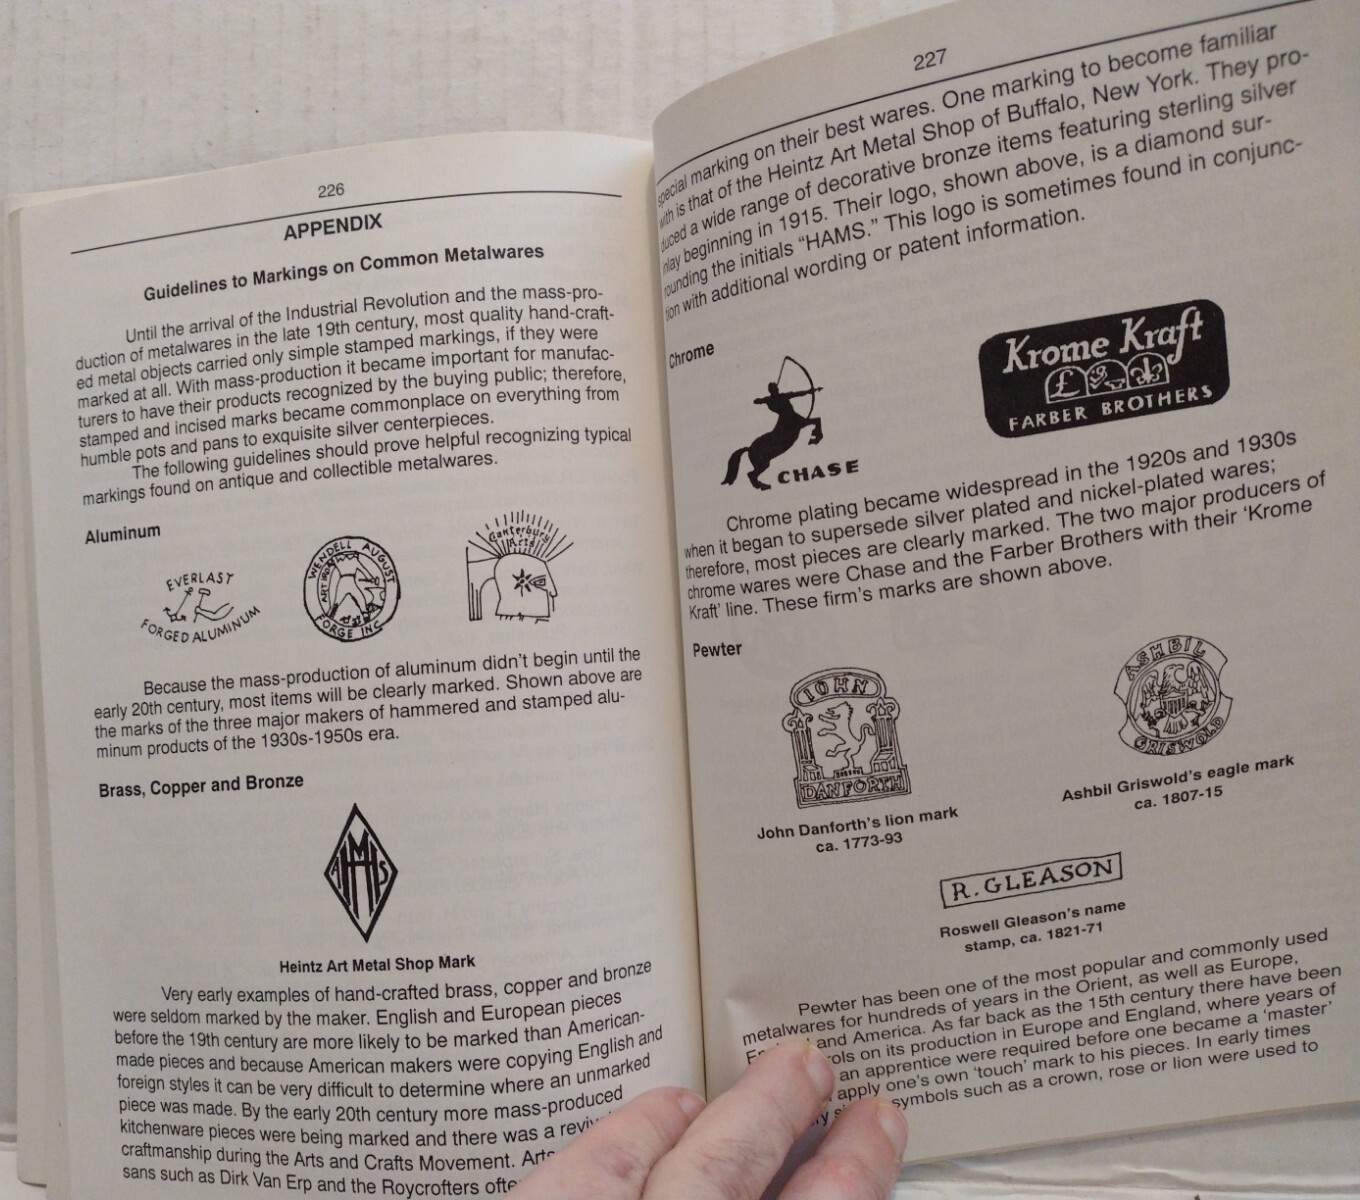 226
APPENDIX
Guidelines to Markings on Common Metalwares
Until the arrival of the Industrial Revolution and the mass-pro-
duction of metalwares in the late 19th century, most quality hand-craft-
ed metal objects carried only simple stamped markings, if they were
marked at all. With mass-production it became important for manufac-
turers to have their products recognized by the buying public; therefore,
stamped and incised marks became commonplace on everything from
humble pots and pans to exquisite silver centerpieces.
The following guidelines should prove helpful recognizing typical
markings found on antique and collectible metalwares.
Aluminum
EVERLAST
FORGED ALUMINUM
WENDELL AUGUST
ART WORK
FORGE INC
Canterbury
Arts
Because the mass-production of aluminum didn't begin until the
early 20th century, most items will be clearly marked. Shown above are
the marks of the three major makers of hammered and stamped alu-
minum products of the 1930s-1950s era.
Brass, Copper and Bronze
HAMS
Heintz Art Metal Shop Mark
Very early examples of hand-crafted brass, copper and bronze
were seldom marked by the maker. English and European pieces
before the 19th century are more likely to be marked than American-
made pieces and because American makers were copying English and
foreign styles it can be very difficult to determine where an unmarked
piece was made. By the early 20th century more mass-produced
kitchenware pieces were being marked and there was a
craftmanship during the Arts and Crafts Movement.
sans such as Dirk Van Erp and the Roycrofters
227
special marking on their best wares. One marking to become familiar
with is that of the Heintz Art Metal Shop of Buffalo, New York. They pro-
duced a wide range of decorative bronze items featuring sterling silver
inlay beginning in 1915. Their logo, shown above, is a diamond sur-
rounding the initials “HAMS.” This logo is sometimes found in conjunc-
tion with additional wording or patent information.
Chrome
CHASE
Krome Kraft
FARBER BROTHERS
Chrome plating became widespread in the 1920s and 1930s
when it began to supersede silver plated and nickel-plated wares;
therefore, most pieces are clearly marked. The two major producers of
chrome wares were Chase and the Farber Brothers with their ‘Krome
Kraft’ line. These firm's marks are shown above.
Pewter
IOHN
DANFORTH
John Danforth's lion mark
ca. 1773-93
ASHBIL
GRISWOLD
Ashbil Griswold's eagle mark
ca. 1807-15
R. GLEASON
Roswell Gleason's name
stamp, ca. 1821-71
Pewter has been one of the most popular and commonly used
metalwares for hundreds of years in the Orient, as well as Europe,
and America. As far back as the 15th century there have been
on its production in Europe and England, where years of
an apprentice were required before one became a ‘master’
apply one's own ‘touch’ mark to his pieces. In early times
symbols such as a crown, rose or lion were used to